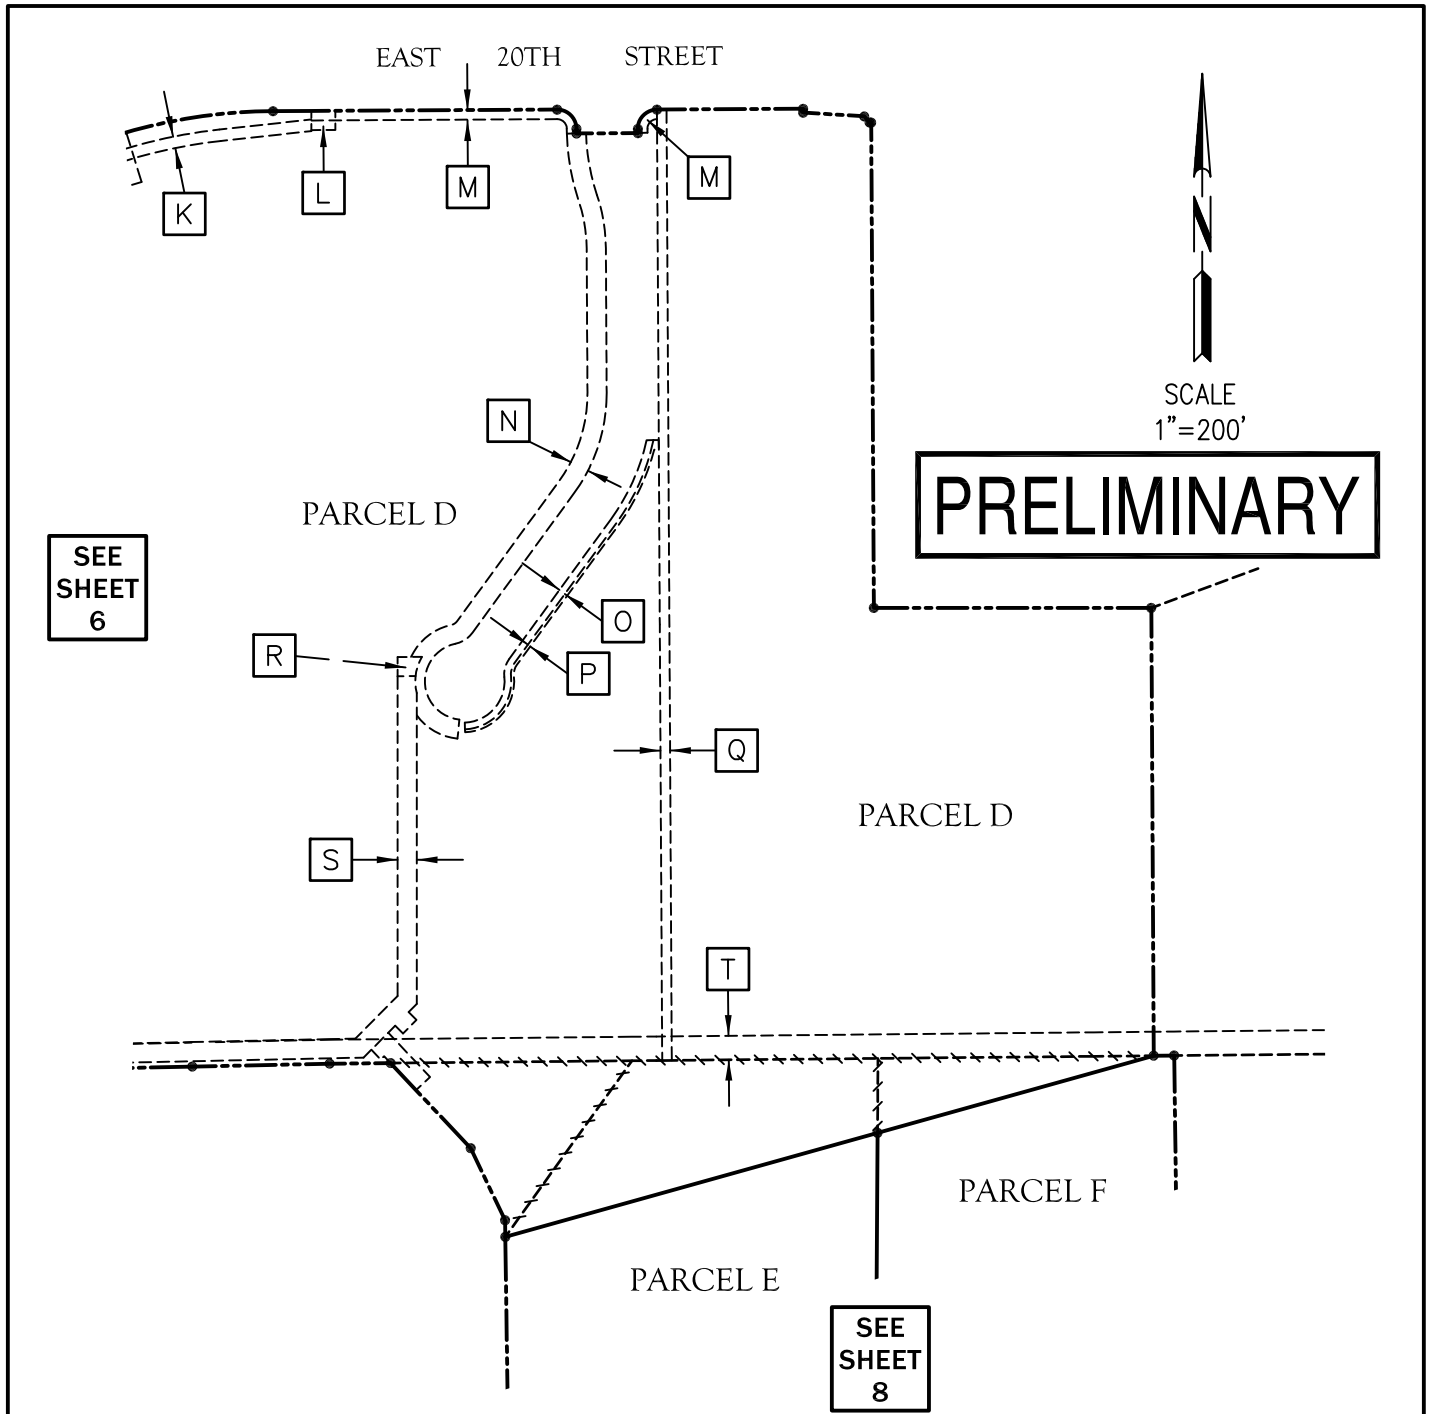 EAST 20TH STREET
K
L
M
M
N
SCALE
1"=200'
PRELIMINARY
N
PARCEL D
SEE
SHEET
6
O
R
P
Q
PARCEL D
S
T
PARCEL F
PARCEL E
SEE
SHEET
8